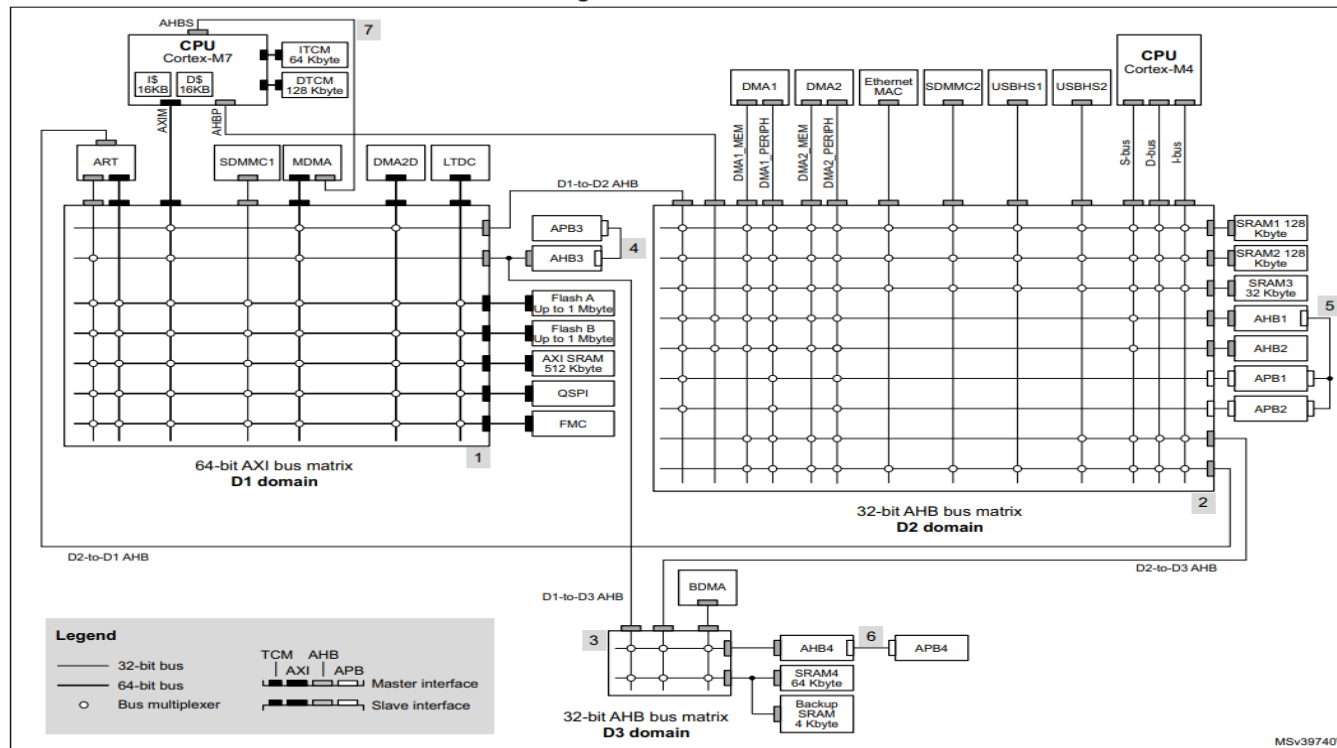 AHBS
7
CPU
Cortex-M7
I$
16KB
D$
16KB
ITCM
64 Kbyte
DTCM
128 Kbyte
AXIM
AHBP
ART
SDMMC1
MDMA
DMA2D
LTDC
D1-to-D2 AHB
APB3
4
AHB3
Flash A
Up to 1 Mbyte
Flash B
Up to 1 Mbyte
AXI SRAM
512 Kbyte
QSPI
FMC
1
64-bit AXI bus matrix
D1 domain
CPU
Cortex-M4
DMA1
DMA2
Ethernet
MAC
SDMMC2
USBHS1
USBHS2
DMA1_MEM
DMA1_PERIPH
DMA2_MEM
DMA2_PERIPH
S-bus
D-bus
I-bus
SRAM1 128
Kbyte
SRAM2 128
Kbyte
SRAM3
32 Kbyte
AHB1
5
AHB2
APB1
APB2
2
32-bit AHB bus matrix
D2 domain
D2-to-D1 AHB
D2-to-D3 AHB
D1-to-D3 AHB
BDMA
3
AHB4
6
APB4
SRAM4
64 Kbyte
Backup
SRAM
4 Kbyte
32-bit AHB bus matrix
D3 domain
Legend
32-bit bus
64-bit bus
Bus multiplexer
TCM AHB
AXI APB
Master interface
Slave interface